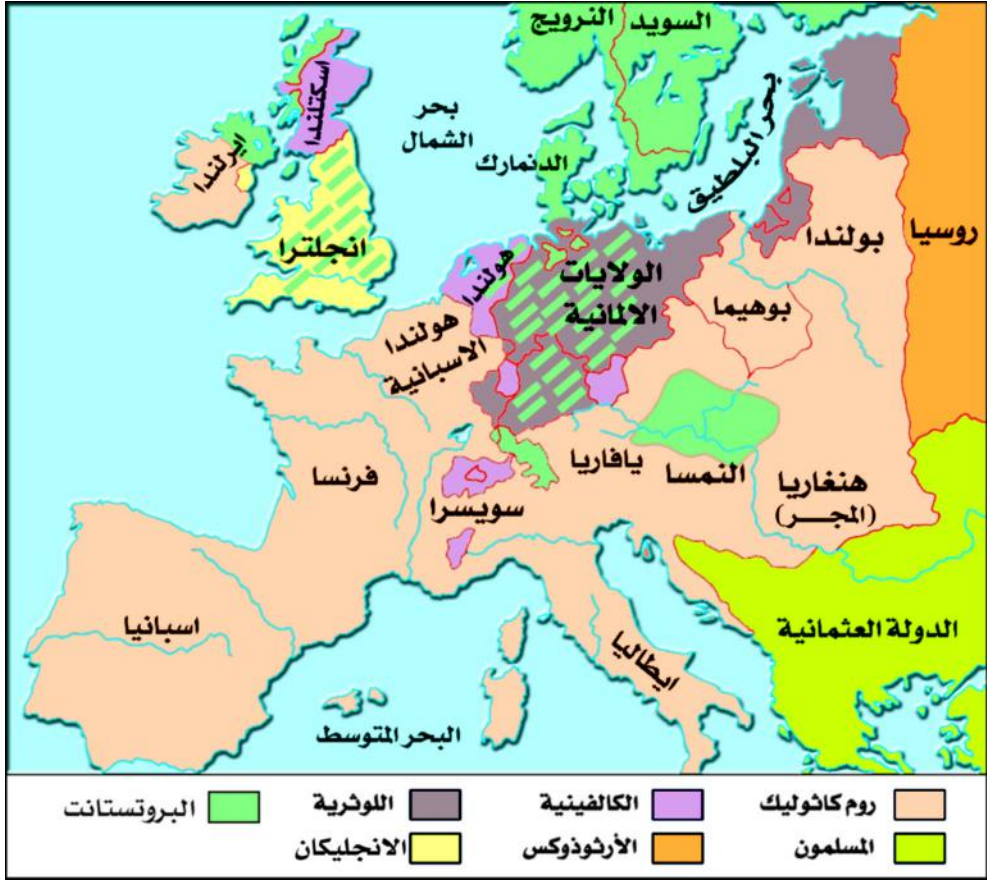 النرويج
السويد
اسكتلندا
ايرلندا
بحر
الشمال
الدنمارك
بحر البلطيق
انجلترا
هولندا
الولايات
الالمانية
بولندا
روسيا
بوهيما
هولندا
الاسبانية
فرنسا
يافاريا
النمسا
هنغاريا
(المجـــر)
سويسرا
اسبانيا
ايطاليا
الدولة العثمانية
البحر المتوسط
روم كاثوليك
الكالفينية
اللوثرية
البروتستانت
المسلمون
الأرثوذوكس
الانجليكان